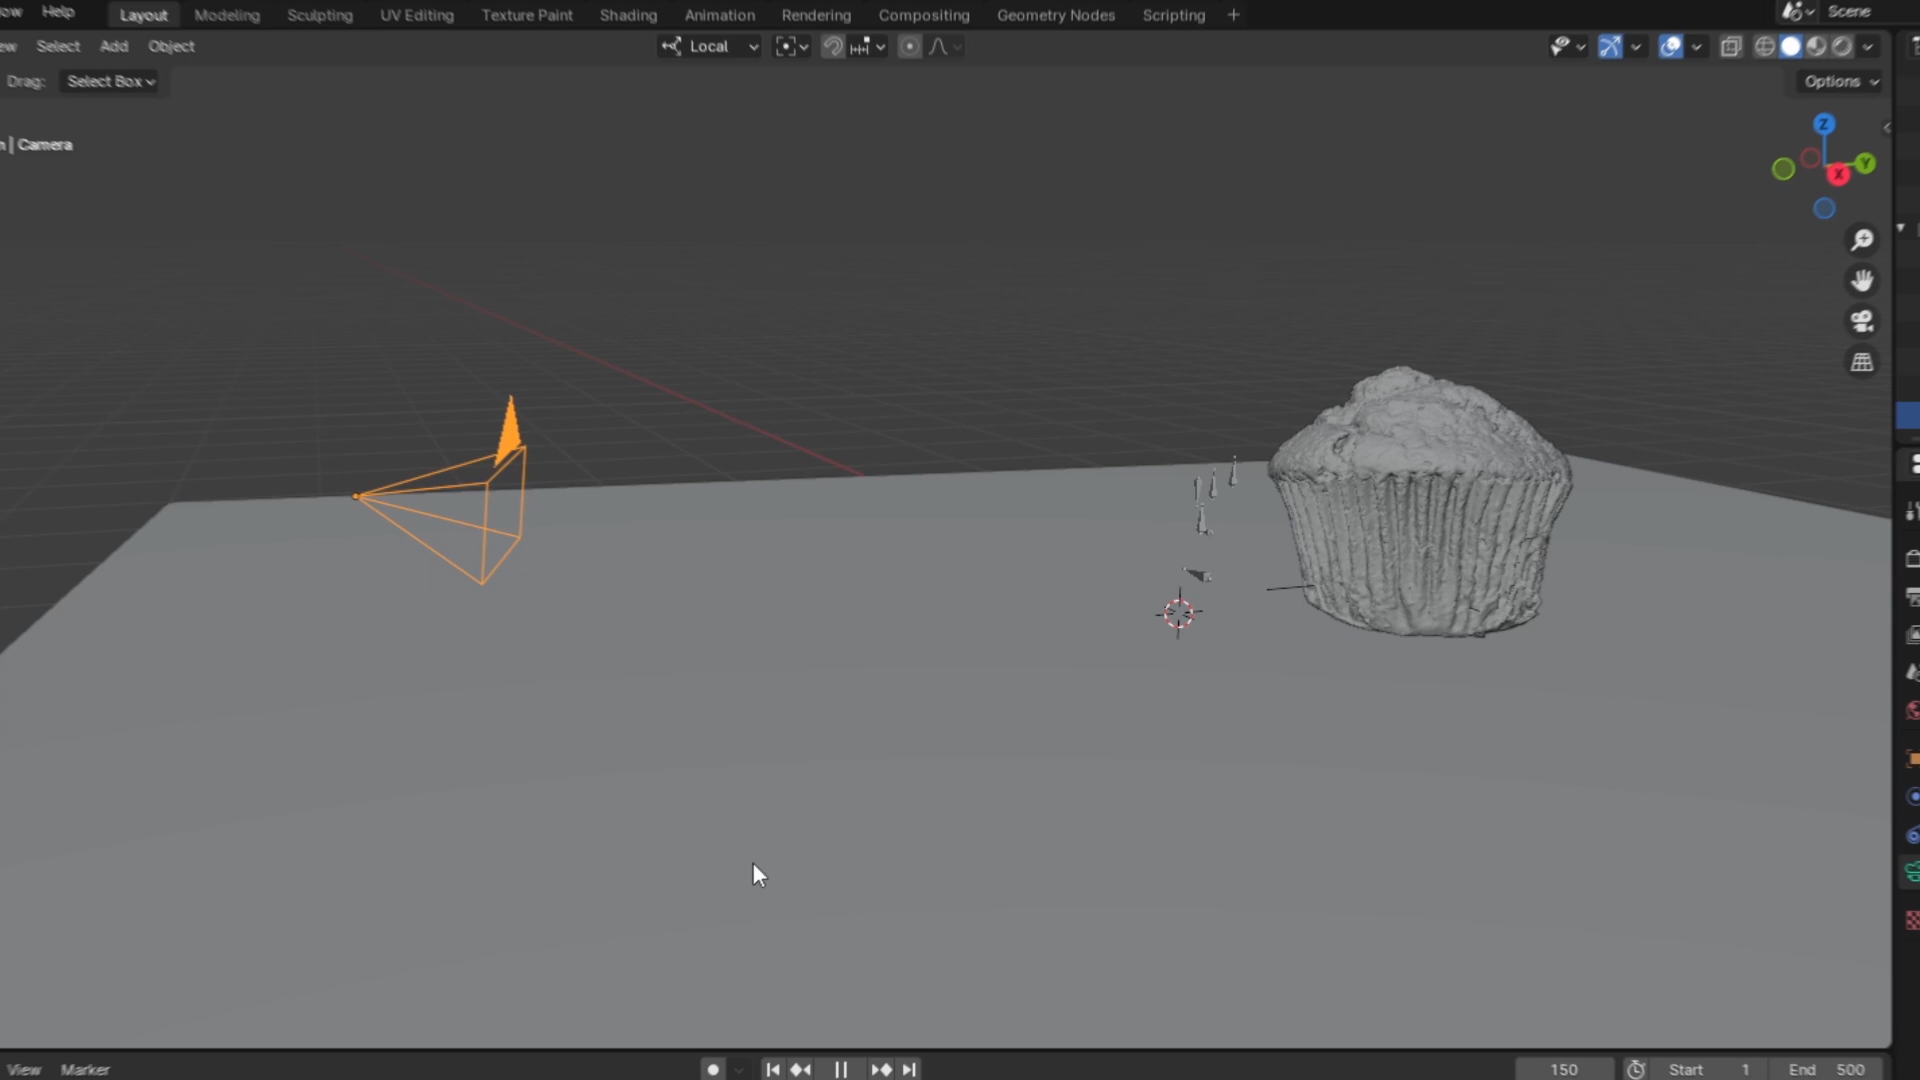 Help Layout Modeling Sculpting UV Editing Texture Paint Shading Animation Rendering Compositing Geometry Nodes Scripting + Scene
Select Add Object Local
Drag: Select Box Options
| Camera
Z
Y
X
View Marker 150 Start 1 End 500